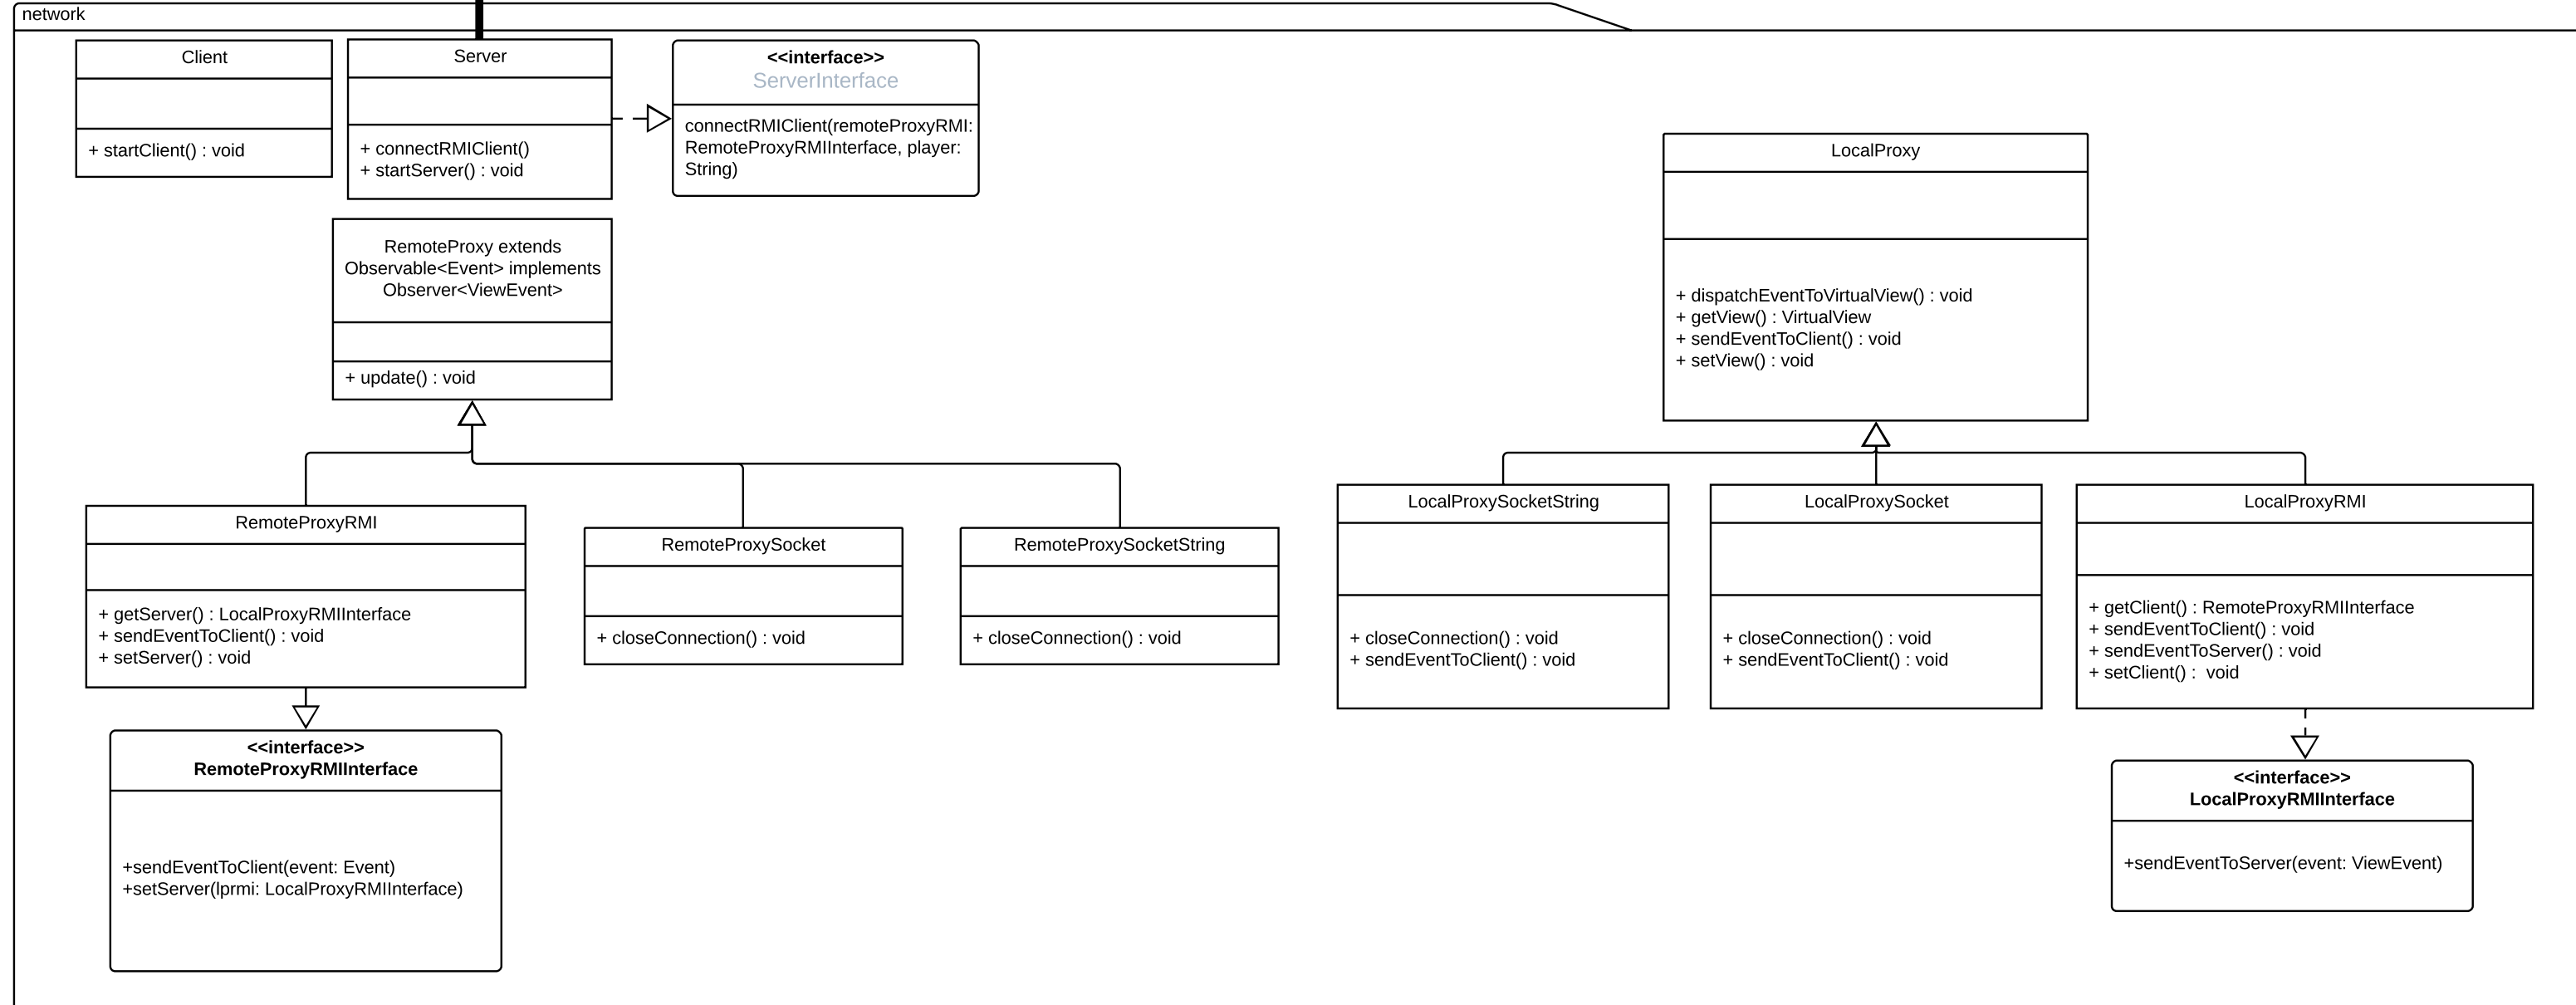 network
Client
+ startClient() : void
Server
+ connectRMIClient()
+ startServer() : void
<<interface>>
ServerInterface
connectRMIClient(remoteProxyRMI:
RemoteProxyRMIInterface, player:
String)
RemoteProxy extends
Observable<Event> implements
Observer<ViewEvent>
+ update() : void
LocalProxy
+ dispatchEventToVirtualView() : void
+ getView() : VirtualView
+ sendEventToClient() : void
+ setView() : void
RemoteProxyRMI
+ getServer() : LocalProxyRMIInterface
+ sendEventToClient() : void
+ setServer() : void
RemoteProxySocket
+ closeConnection() : void
RemoteProxySocketString
+ closeConnection() : void
LocalProxySocketString
+ closeConnection() : void
+ sendEventToClient() : void
LocalProxySocket
+ closeConnection() : void
+ sendEventToClient() : void
LocalProxyRMI
+ getClient() : RemoteProxyRMIInterface
+ sendEventToClient() : void
+ sendEventToServer() : void
+ setClient() :  void
<<interface>>
RemoteProxyRMIInterface
+sendEventToClient(event: Event)
+setServer(lprmi: LocalProxyRMIInterface)
<<interface>>
LocalProxyRMIInterface
+sendEventToServer(event: ViewEvent)